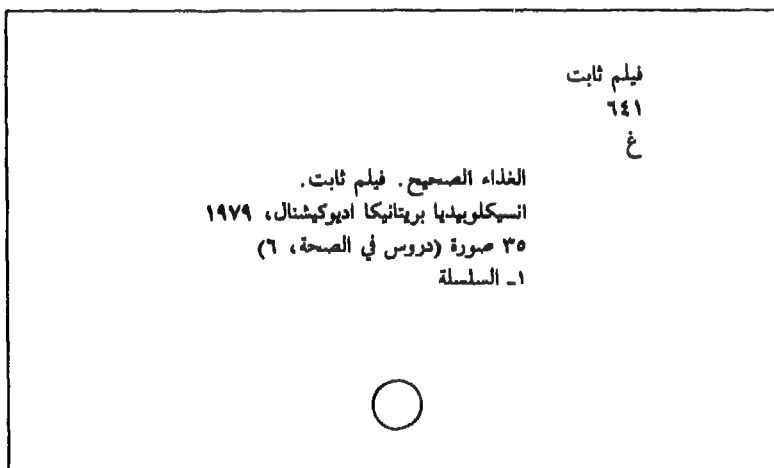 فيلم ثابت
٦٤١
غ
الغذاء الصحيح. فيلم ثابت.
انسيكلوبيديا بريتانيكا اديوكيشنال، ١٩٧٩
٣٥ صورة (دروس في الصحة، ٦)
١ـ السلسلة